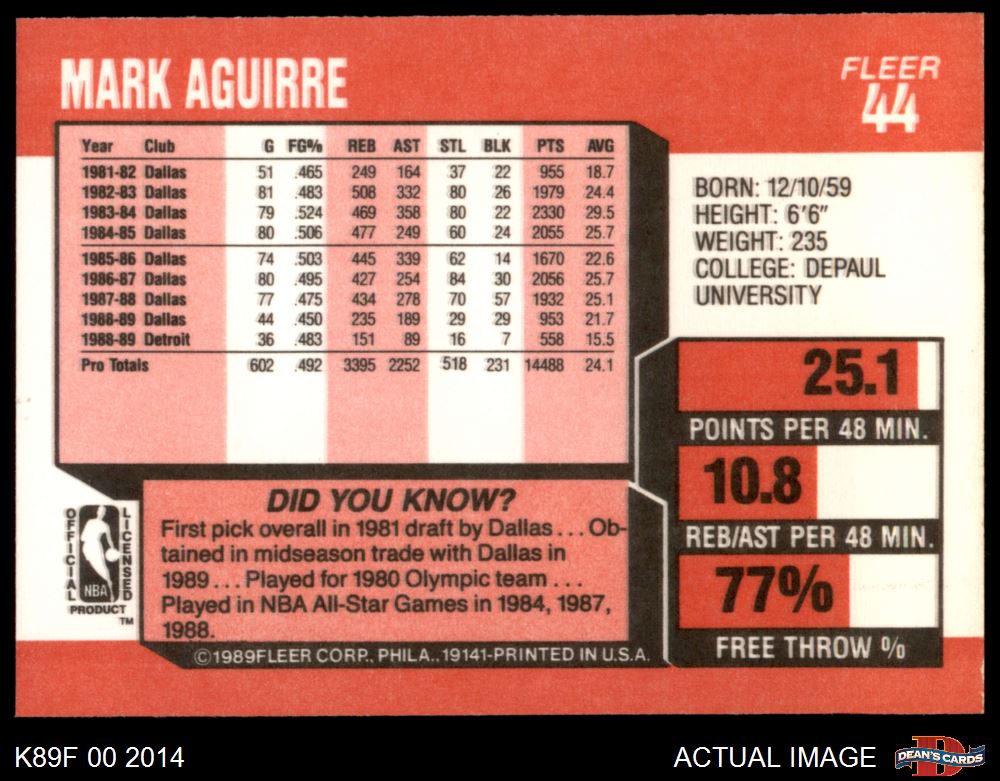 MARK AGUIRRE
FLEER
44
Year Club G FG% REB AST STL BLK PTS AVG
1981-82 Dallas 51 .465 249 164 37 22 955 18.7
1982-83 Dallas 81 .483 508 332 80 26 1979 24.4
1983-84 Dallas 79 .524 469 358 80 22 2330 29.5
1984-85 Dallas 80 .506 477 249 60 24 2055 25.7
1985-86 Dallas 74 .503 445 339 62 14 1670 22.6
1986-87 Dallas 80 .495 427 254 84 30 2056 25.7
1987-88 Dallas 77 .475 434 278 70 57 1932 25.1
1988-89 Dallas 44 .450 235 189 29 29 953 21.7
1988-89 Detroit 36 .483 151 89 16 7 558 15.5
Pro Totals 602 .492 3395 2252 518 231 14488 24.1
BORN: 12/10/59
HEIGHT: 6'6"
WEIGHT: 235
COLLEGE: DEPAUL
UNIVERSITY
25.1
POINTS PER 48 MIN.
10.8
REB/AST PER 48 MIN.
77%
FREE THROW %
DID YOU KNOW?
First pick overall in 1981 draft by Dallas . . . Ob-
tained in midseason trade with Dallas in
1989 . . . Played for 1980 Olympic team . . .
Played in NBA All-Star Games in 1984, 1987,
1988.
OFFICIAL
LICENSED
NBA
PRODUCT
TM
©1989FLEER CORP., PHILA., 19141-PRINTED IN U.S.A.
K89F 00 2014
ACTUAL IMAGE
D
DEAN'S CARDS